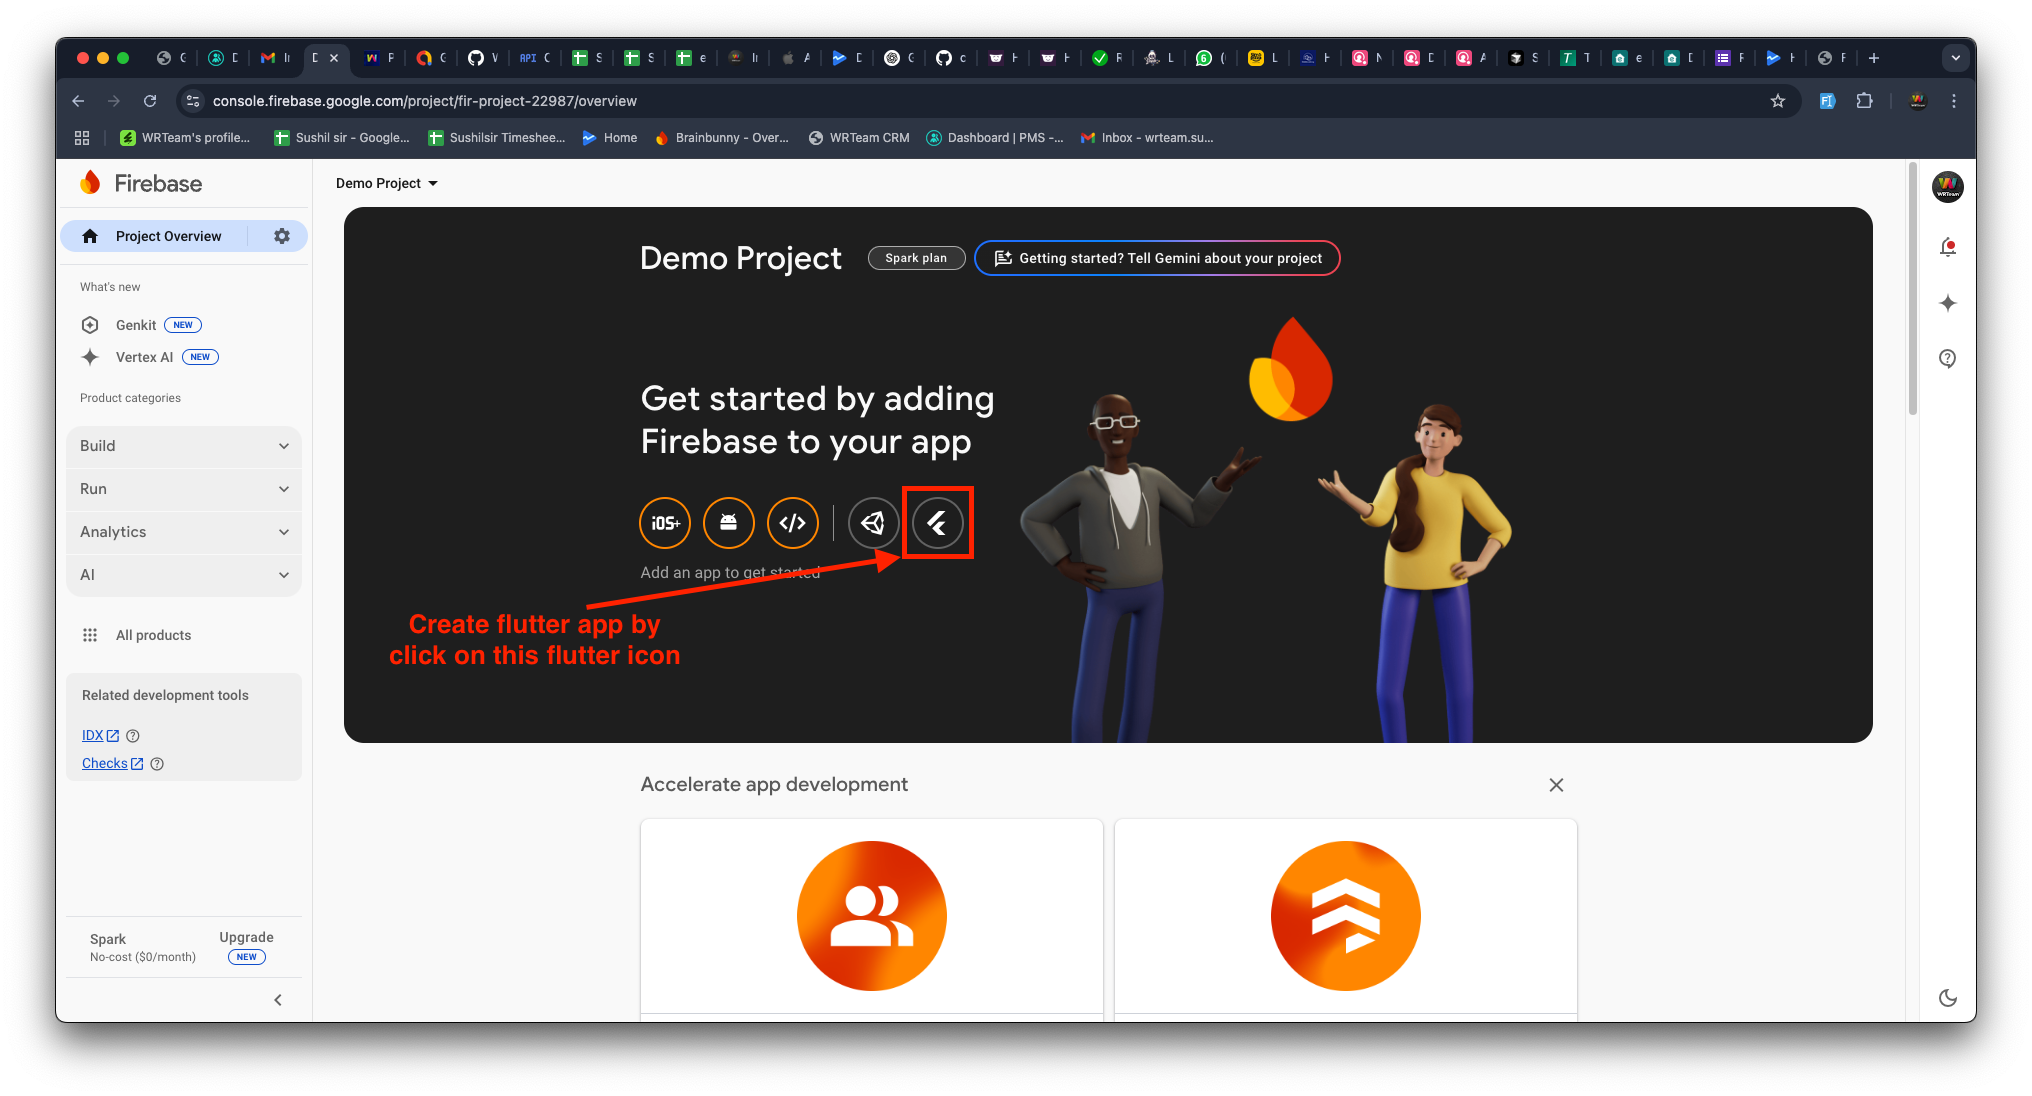 console.firebase.google.com/project/fir-project-22987/overview
WRTeam's profile...
Sushil sir - Google...
Sushilsir Timeshee...
Home
Brainbunny - Over...
WRTeam CRM
Dashboard | PMS -...
Inbox - wrteam.su...
Firebase
Project Overview
What's new
Genkit NEW
Vertex AI NEW
Product categories
Build
Run
Analytics
AI
All products
Related development tools
IDX
Checks
Spark
No-cost ($0/month)
Upgrade
NEW
Demo Project
Demo Project
Spark plan
Getting started? Tell Gemini about your project
Get started by adding
Firebase to your app
iOS+
Add an app to get started
Create flutter app by
click on this flutter icon
Accelerate app development